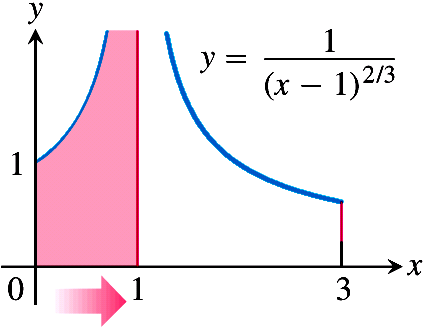 y
y = 1/(x − 1)^{2/3}
1
x
0 1 3